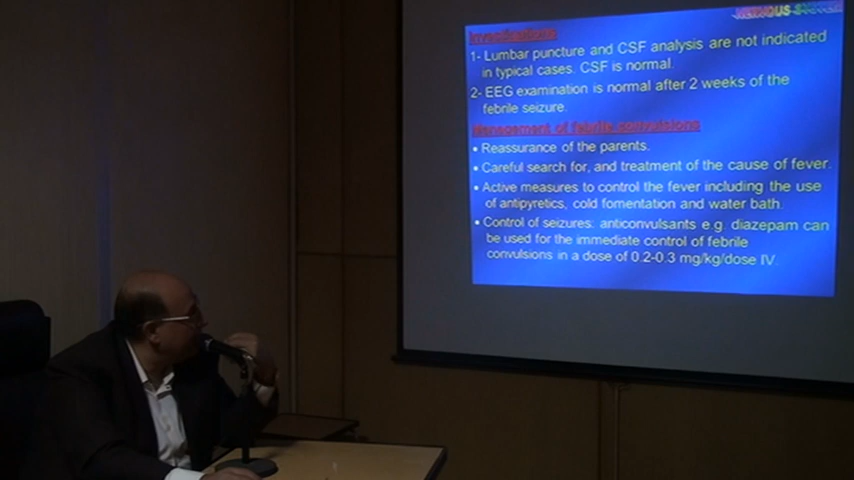 NERVOUS SYSTEM
Investigations
1- Lumbar puncture and CSF analysis are not indicated
in typical cases. CSF is normal.
2- EEG examination is normal after 2 weeks of the
febrile seizure.
Management of febrile convulsions
• Reassurance of the parents.
• Careful search for, and treatment of the cause of fever.
• Active measures to control the fever including the use
of antipyretics, cold fomentation and water bath.
• Control of seizures: anticonvulsants e.g. diazepam can
be used for the immediate control of febrile
convulsions in a dose of 0.2-0.3 mg/kg/dose IV.